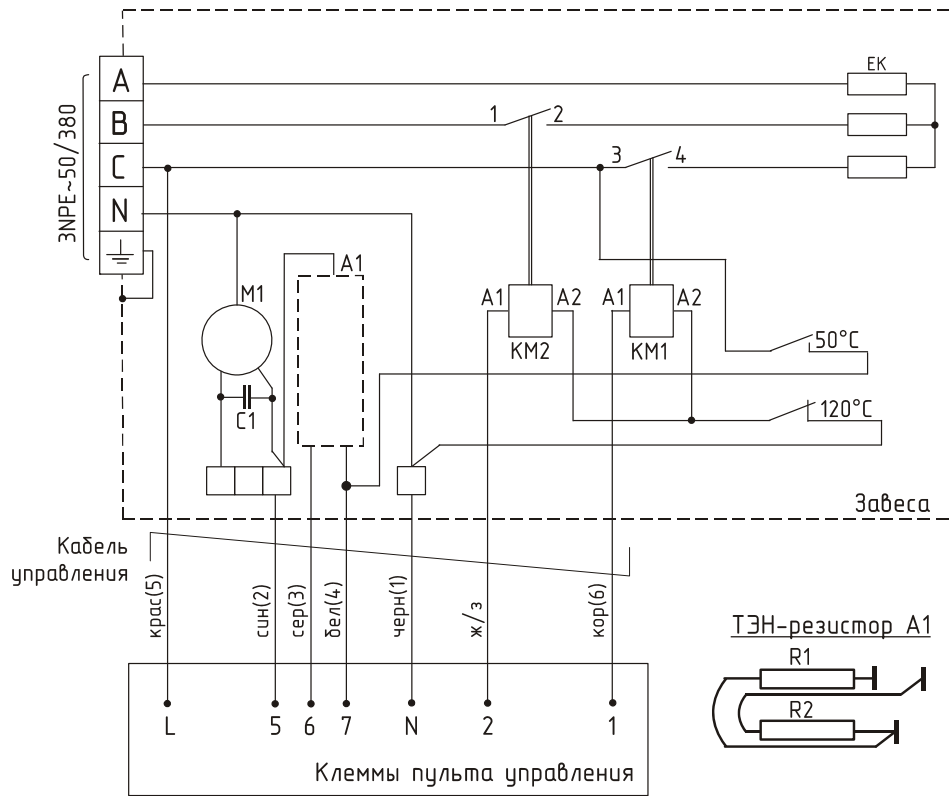 3NPE~50/380
A
B
C
N
EK
1
2
3
4
M1
C1
A1
A1
A2
KM2
A1
A2
KM1
50°C
120°C
Завеса
Кабель
управления
крас(5)
син(2)
сер(3)
бел(4)
черн(1)
ж/з
кор(6)
L
5
6
7
N
2
1
Клеммы пульта управления
ТЭН-резистор А1
R1
R2